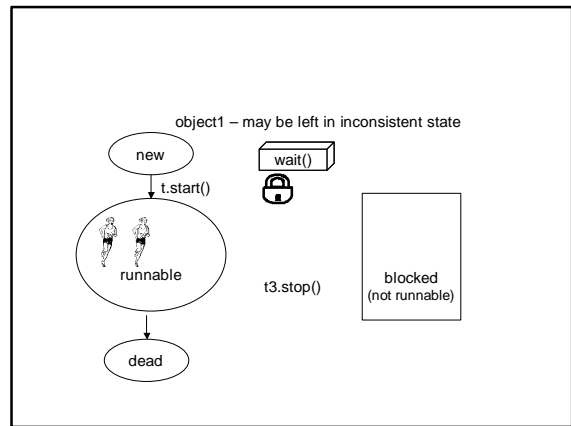 object1 – may be left in inconsistent state
new
wait()
t.start()
runnable
t3.stop()
blocked
(not runnable)
dead